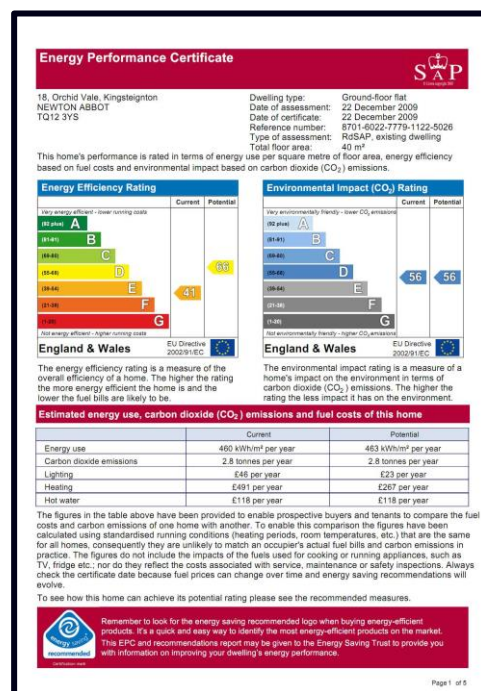 Energy Performance Certificate
SAP
18, Orchid Vale, Kingsteignton
NEWTON ABBOT
TQ12 3YS
Dwelling type: Ground-floor flat
Date of assessment: 22 December 2009
Date of certificate: 22 December 2009
Reference number: 8701-6022-7779-1122-5026
Type of assessment: RdSAP, existing dwelling
Total floor area: 40 m²
This home's performance is rated in terms of energy use per square metre of floor area, energy efficiency
based on fuel costs and environmental impact based on carbon dioxide (CO₂) emissions.
Energy Efficiency Rating
Current Potential
Very energy efficient - lower running costs
(92 plus) A
(81-91) B
(69-80) C
(55-68) D
66
(39-54) E
41
(21-38) F
(1-20) G
Not energy efficient - higher running costs
England & Wales
EU Directive
2002/91/EC
Environmental Impact (CO₂) Rating
Current Potential
Very environmentally friendly - lower CO₂ emissions
(92 plus) A
(81-91) B
(69-80) C
(55-68) D
56 56
(39-54) E
(21-38) F
(1-20) G
Not environmentally friendly - higher CO₂ emissions
England & Wales
EU Directive
2002/91/EC
The energy efficiency rating is a measure of the
overall efficiency of a home. The higher the rating
the more energy efficient the home is and the
lower the fuel bills are likely to be.
The environmental impact rating is a measure of a
home's impact on the environment in terms of
carbon dioxide (CO₂) emissions. The higher the
rating the less impact it has on the environment.
Estimated energy use, carbon dioxide (CO₂) emissions and fuel costs of this home
Current Potential
Energy use 460 kWh/m² per year 463 kWh/m² per year
Carbon dioxide emissions 2.8 tonnes per year 2.8 tonnes per year
Lighting £46 per year £23 per year
Heating £491 per year £267 per year
Hot water £118 per year £118 per year
The figures in the table above have been provided to enable prospective buyers and tenants to compare the fuel
costs and carbon emissions of one home with another. To enable this comparison the figures have been
calculated using standardised running conditions (heating periods, room temperatures, etc.) that are the same
for all homes, consequently they are unlikely to match an occupier's actual fuel bills and carbon emissions in
practice. The figures do not include the impacts of the fuels used for cooking or running appliances, such as
TV, fridge etc.; nor do they reflect the costs associated with service, maintenance or safety inspections. Always
check the certificate date because fuel prices can change over time and energy saving recommendations will
evolve.
To see how this home can achieve its potential rating please see the recommended measures.
energy saving
recommended
Certification mark
Remember to look for the energy saving recommended logo when buying energy-efficient
products. It's a quick and easy way to identify the most energy-efficient products on the market.
This EPC and recommendations report may be given to the Energy Saving Trust to provide you
with information on improving your dwelling's energy performance.
Page 1 of 5